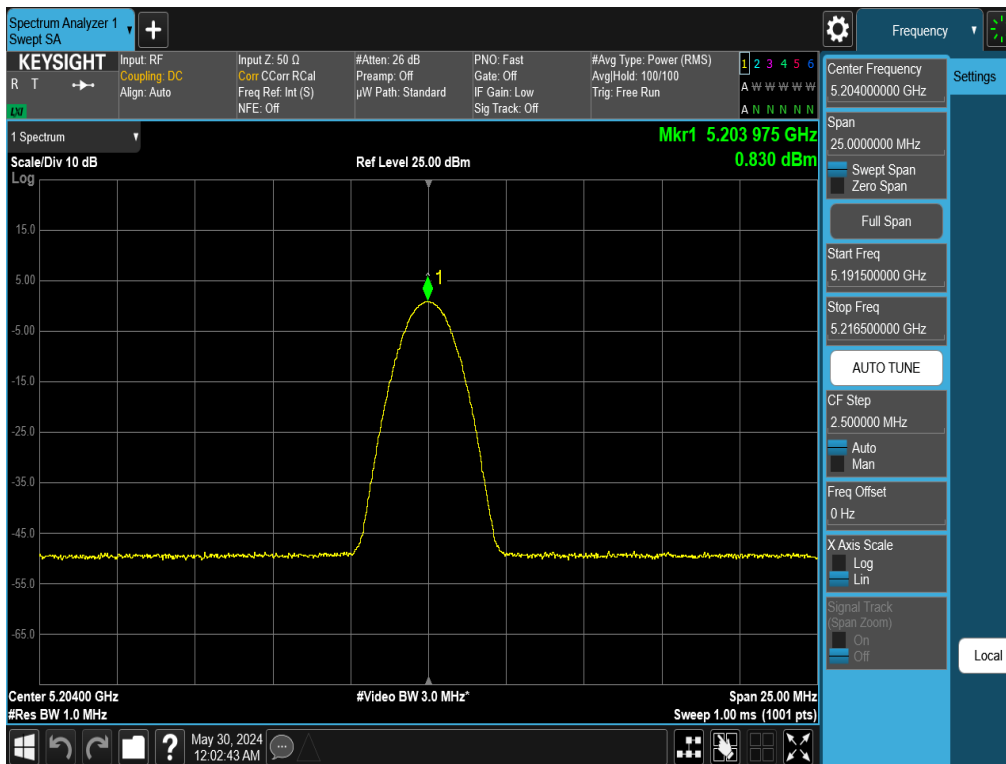 Spectrum Analyzer 1
Swept SA
Frequency
KEYSIGHT
R T
LXI
Input: RF
Coupling: DC
Align: Auto
Input Z: 50 Ω
Corr CCorr RCal
Freq Ref: Int (S)
NFE: Off
#Atten: 26 dB
Preamp: Off
µW Path: Standard
PNO: Fast
Gate: Off
IF Gain: Low
Sig Track: Off
#Avg Type: Power (RMS)
Avg|Hold: 100/100
Trig: Free Run
1 2 3 4 5 6
A W W W W W
A N N N N N
1 Spectrum
Mkr1 5.203 975 GHz
Scale/Div 10 dB
Ref Level 25.00 dBm
0.830 dBm
Log
15.0
5.00
-5.00
-15.0
-25.0
-35.0
-45.0
-55.0
-65.0
1
Center 5.20400 GHz
#Video BW 3.0 MHz*
Span 25.00 MHz
#Res BW 1.0 MHz
Sweep 1.00 ms (1001 pts)
Center Frequency
5.204000000 GHz
Settings
Span
25.0000000 MHz
Swept Span
Zero Span
Full Span
Start Freq
5.191500000 GHz
Stop Freq
5.216500000 GHz
AUTO TUNE
CF Step
2.500000 MHz
Auto
Man
Freq Offset
0 Hz
X Axis Scale
Log
Lin
Signal Track
(Span Zoom)
On
Off
Local
?
May 30, 2024
12:02:43 AM